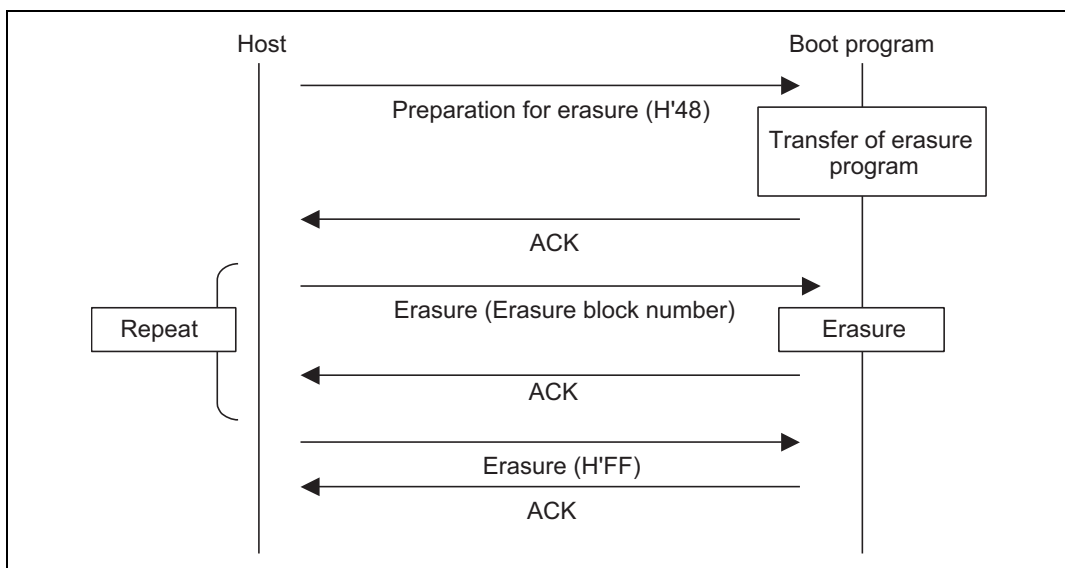 Host
Boot program
Preparation for erasure (H'48)
Transfer of erasure
program
ACK
Erasure (Erasure block number)
Repeat
Erasure
ACK
Erasure (H'FF)
ACK